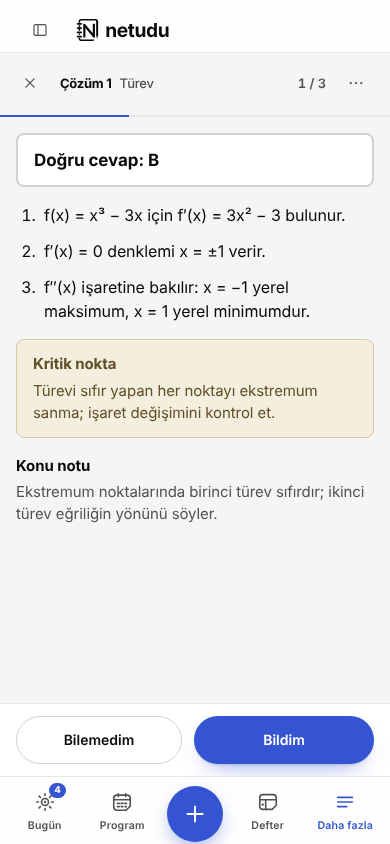 netudu
Çözüm 1 Türev 1 / 3
Doğru cevap: B
1. f(x) = x³ − 3x için f′(x) = 3x² − 3 bulunur.
2. f′(x) = 0 denklemi x = ±1 verir.
3. f″(x) işaretine bakılır: x = −1 yerel
maksimum, x = 1 yerel minimumdur.
Kritik nokta
Türevi sıfır yapan her noktayı ekstremum
sanma; işaret değişimini kontrol et.
Konu notu
Ekstremum noktalarında birinci türev sıfırdır; ikinci
türev eğriliğin yönünü söyler.
Bilemedim
Bildim
4
Bugün
Program
Defter
Daha fazla